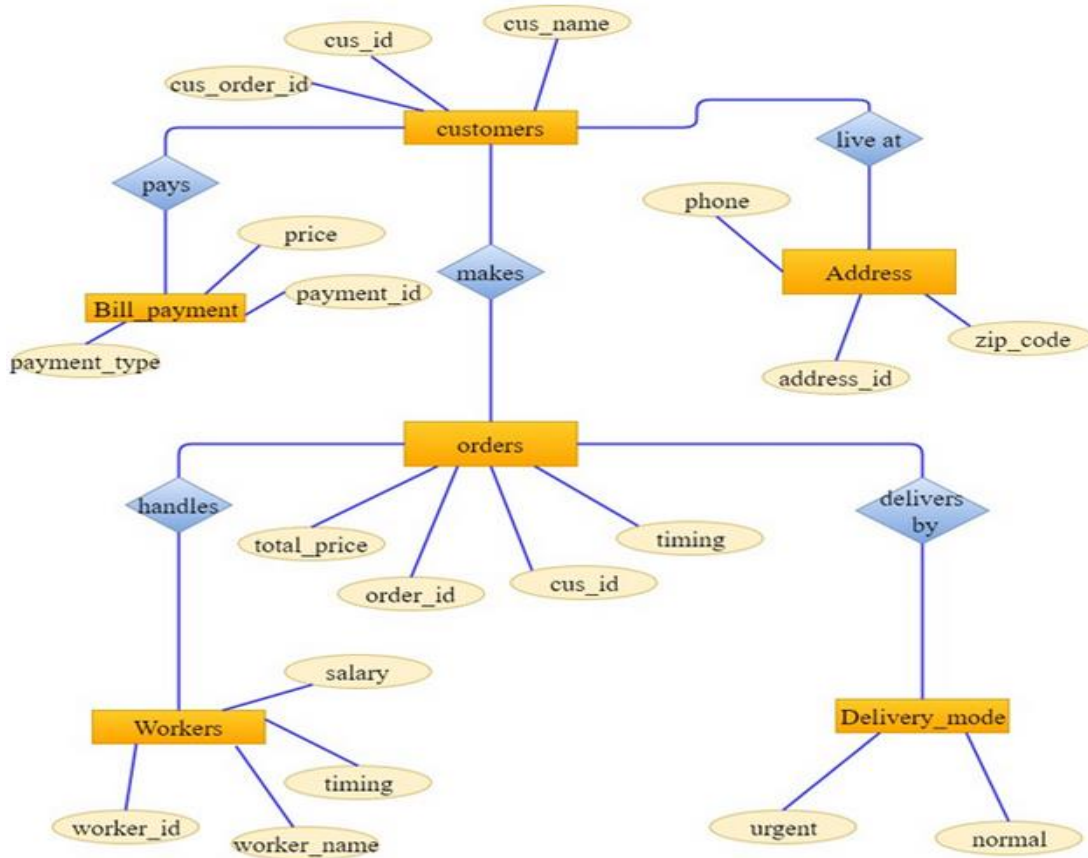 cus_name
cus_id
cus_order_id
customers
live at
pays
phone
price
makes
Address
payment_id
Bill_payment
zip_code
payment_type
address_id
orders
handles
delivers
by
total_price
timing
order_id
cus_id
salary
Workers
Delivery_mode
timing
worker_id
urgent
normal
worker_name